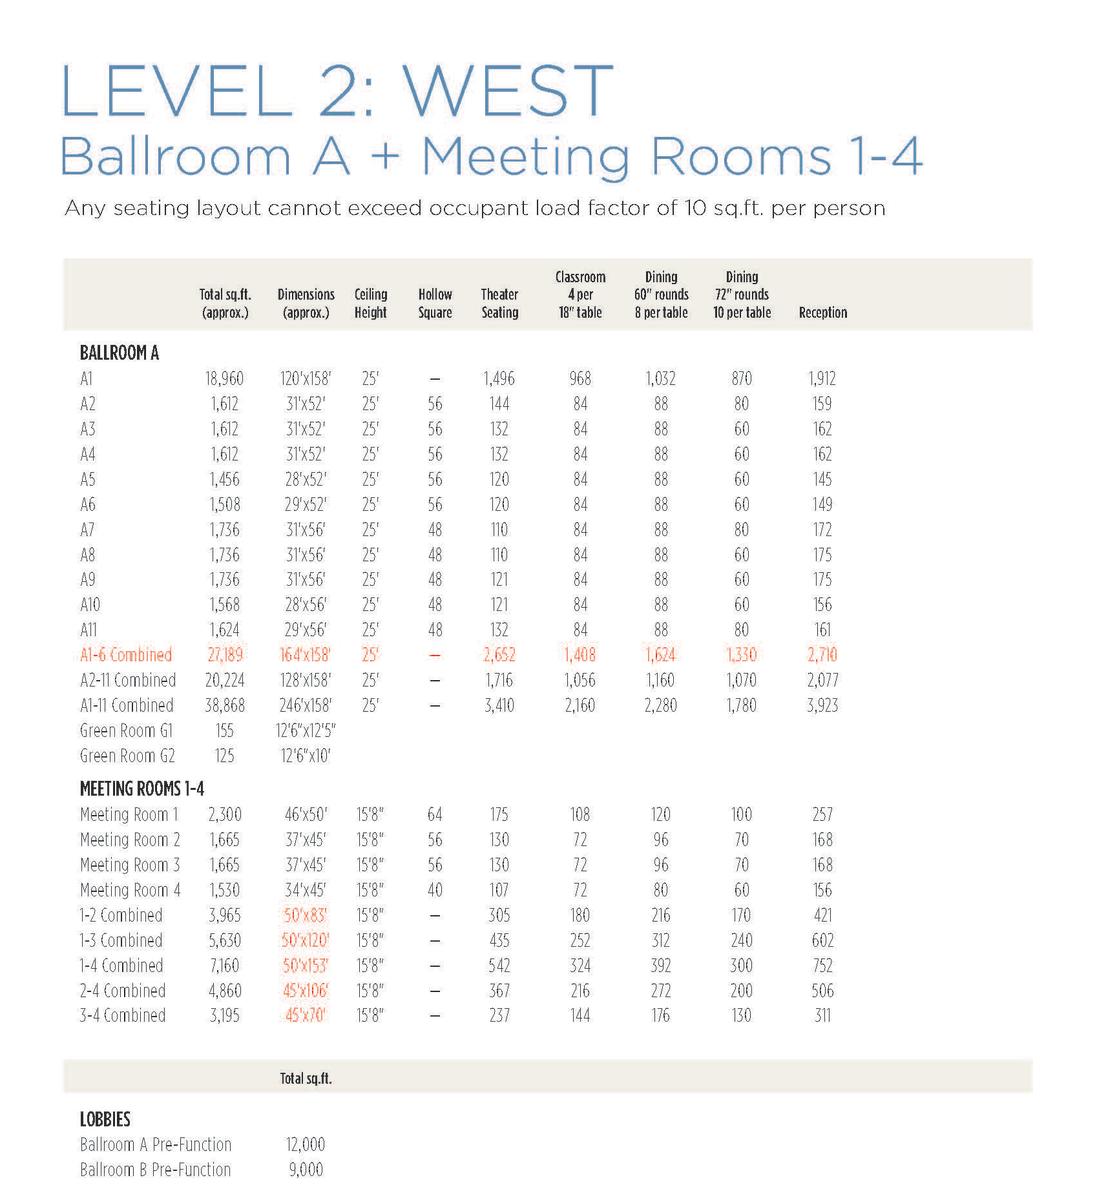 LEVEL 2: WEST
Ballroom A + Meeting Rooms 1-4
Any seating layout cannot exceed occupant load factor of 10 sq.ft. per person
Total sq.ft. (approx.) Dimensions (approx.) Ceiling Height Hollow Square Theater Seating Classroom 4 per 18" table Dining 60" rounds 8 per table Dining 72" rounds 10 per table Reception
BALLROOM A
A1 18,960 120'x158' 25' – 1,496 968 1,032 870 1,912
A2 1,612 31'x52' 25' 56 144 84 88 80 159
A3 1,612 31'x52' 25' 56 132 84 88 60 162
A4 1,612 31'x52' 25' 56 132 84 88 60 162
A5 1,456 28'x52' 25' 56 120 84 88 60 145
A6 1,508 29'x52' 25' 56 120 84 88 60 149
A7 1,736 31'x56' 25' 48 110 84 88 80 172
A8 1,736 31'x56' 25' 48 110 84 88 60 175
A9 1,736 31'x56' 25' 48 121 84 88 60 175
A10 1,568 28'x56' 25' 48 121 84 88 60 156
A11 1,624 29'x56' 25' 48 132 84 88 80 161
A1-6 Combined 27,189 164'x158' 25' – 2,652 1,408 1,624 1,330 2,710
A2-11 Combined 20,224 128'x158' 25' – 1,716 1,056 1,160 1,070 2,077
A1-11 Combined 38,868 246'x158' 25' – 3,410 2,160 2,280 1,780 3,923
Green Room G1 155 12'6"x12'5"
Green Room G2 125 12'6"x10'
MEETING ROOMS 1-4
Meeting Room 1 2,300 46'x50' 15'8" 64 175 108 120 100 257
Meeting Room 2 1,665 37'x45' 15'8" 56 130 72 96 70 168
Meeting Room 3 1,665 37'x45' 15'8" 56 130 72 96 70 168
Meeting Room 4 1,530 34'x45' 15'8" 40 107 72 80 60 156
1-2 Combined 3,965 50'x83' 15'8" – 305 180 216 170 421
1-3 Combined 5,630 50'x120' 15'8" – 435 252 312 240 602
1-4 Combined 7,160 50'x153' 15'8" – 542 324 392 300 752
2-4 Combined 4,860 45'x106' 15'8" – 367 216 272 200 506
3-4 Combined 3,195 45'x70' 15'8" – 237 144 176 130 311
Total sq.ft.
LOBBIES
Ballroom A Pre-Function 12,000
Ballroom B Pre-Function 9,000